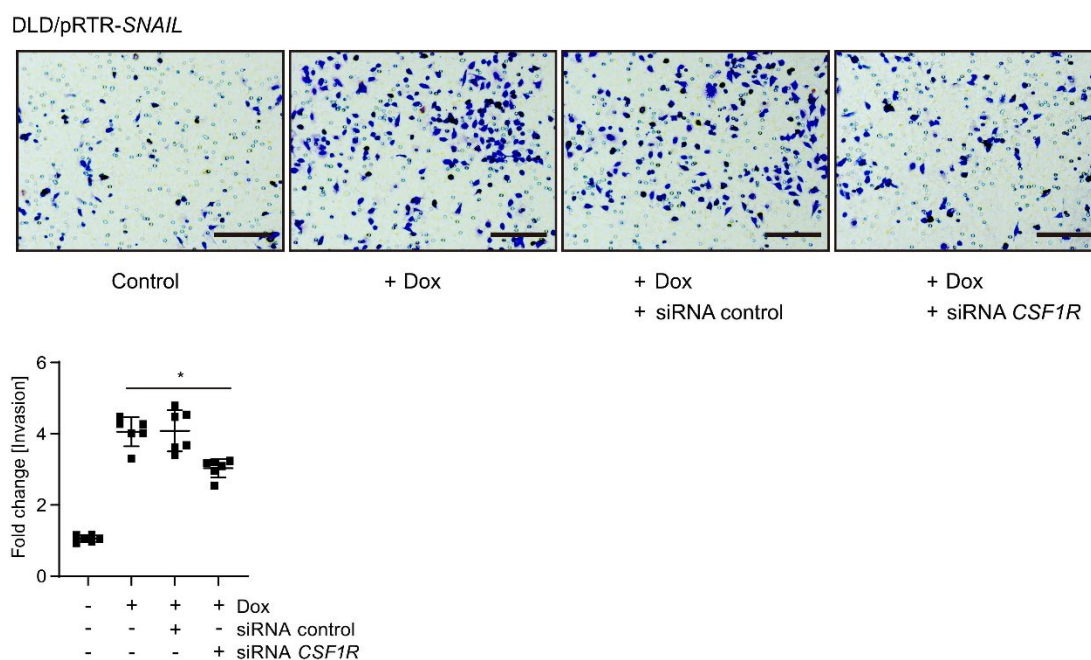 DLD/pRTR-SNAIL
Control
+ Dox
+ Dox
+ siRNA control
+ Dox
+ siRNA CSF1R
Fold change [Invasion]
6
4
2
0
*
- + + + Dox
- - + - siRNA control
- - - + siRNA CSF1R